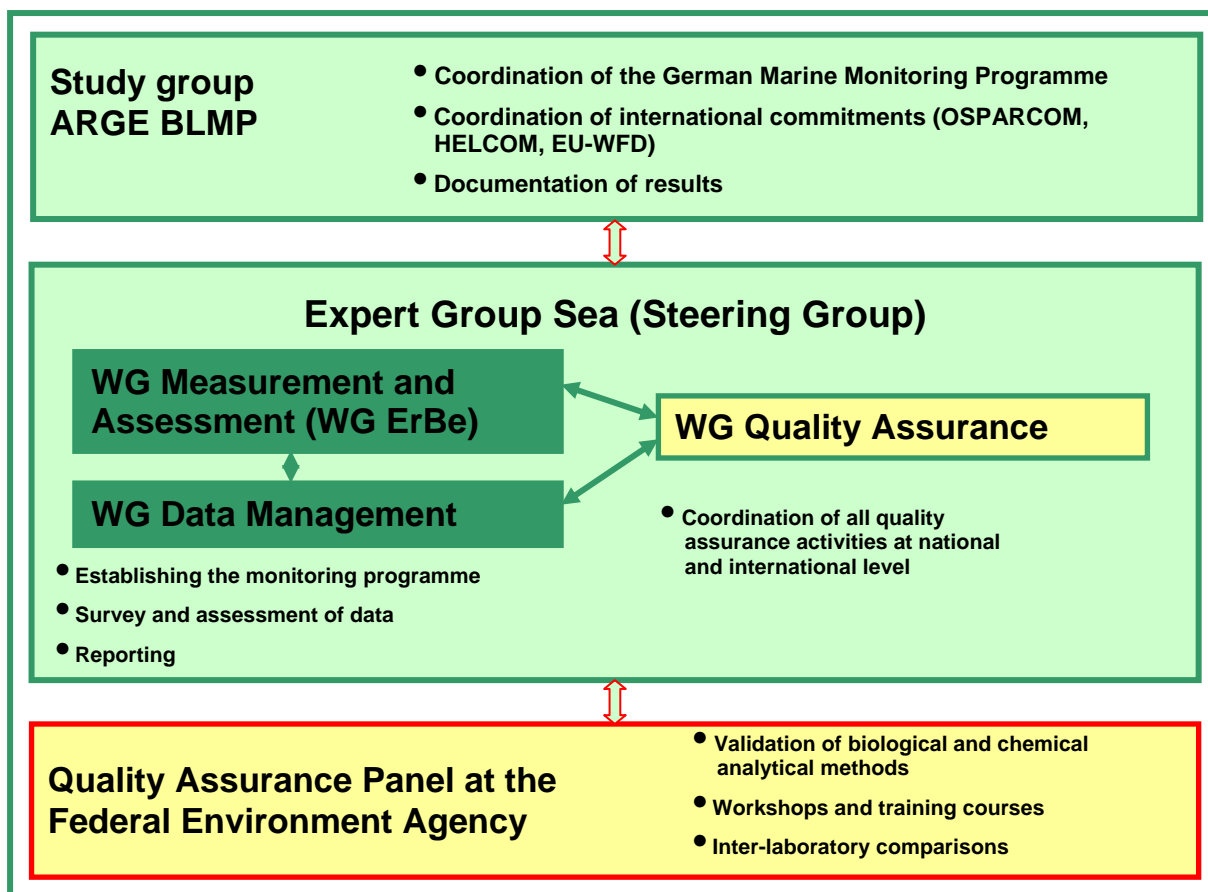 Study group
ARGE BLMP
• Coordination of the German Marine Monitoring Programme
• Coordination of international commitments (OSPARCOM,
HELCOM, EU-WFD)
• Documentation of results
Expert Group Sea (Steering Group)
WG Measurement and
Assessment (WG ErBe)
WG Data Management
• Establishing the monitoring programme
• Survey and assessment of data
• Reporting
WG Quality Assurance
• Coordination of all quality
assurance activities at national
and international level
Quality Assurance Panel at the
Federal Environment Agency
• Validation of biological and chemical
analytical methods
• Workshops and training courses
• Inter-laboratory comparisons